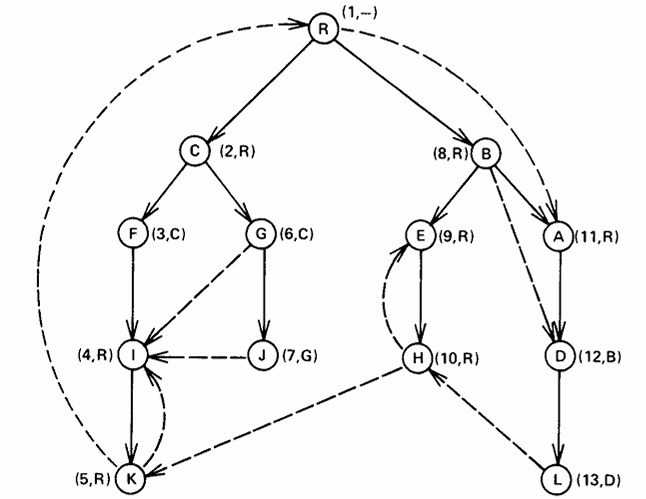 (1,–)
R
C (2,R)
(8,R) B
F (3,C)
G (6,C)
E (9,R)
A (11,R)
(4,R) I
J (7,G)
H (10,R)
D (12,B)
(5,R) K
L (13,D)